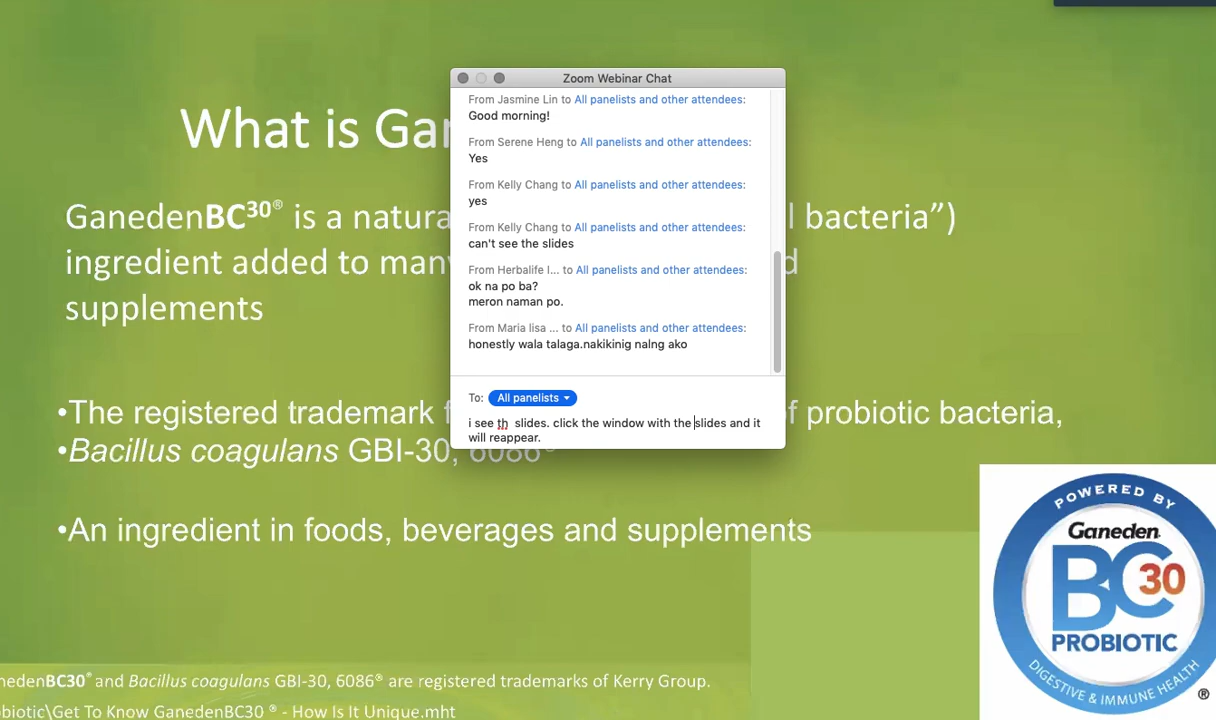 What is Ga
GanedenBC30® is a natura
l bacteria”)
ingredient added to many
d
supplements
•The registered trademark f
of probiotic bacteria,
•Bacillus coagulans GBI-30, 6086®
•An ingredient in foods, beverages and supplements
nedenBC30® and Bacillus coagulans GBI-30, 6086® are registered trademarks of Kerry Group.
obiotic\Get To Know GanedenBC30 ® - How Is It Unique.mht
Zoom Webinar Chat
From Jasmine Lin to All panelists and other attendees:
Good morning!
From Serene Heng to All panelists and other attendees:
Yes
From Kelly Chang to All panelists and other attendees:
yes
From Kelly Chang to All panelists and other attendees:
can't see the slides
From Herbalife I... to All panelists and other attendees:
ok na po ba?
meron naman po.
From Maria lisa ... to All panelists and other attendees:
honestly wala talaga.nakikinig nalng ako
To: All panelists
i see th  slides. click the window with the slides and it
will reappear.
POWERED BY
Ganeden
BC30
PROBIOTIC
DIGESTIVE & IMMUNE HEALTH
®